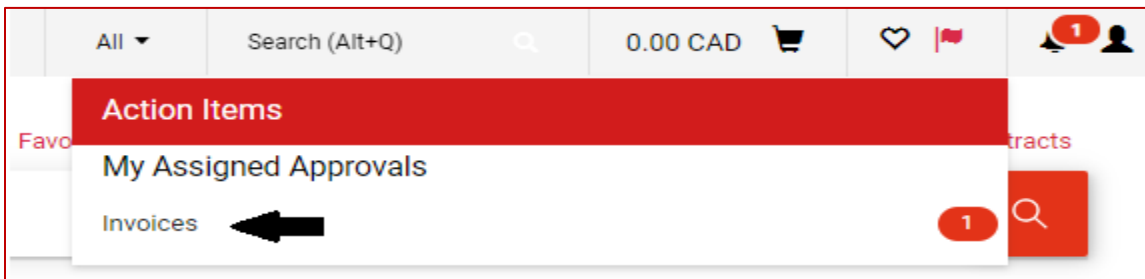 All Search (Alt+Q) 0.00 CAD 1
Action Items
Favo tracts
My Assigned Approvals
Invoices 1